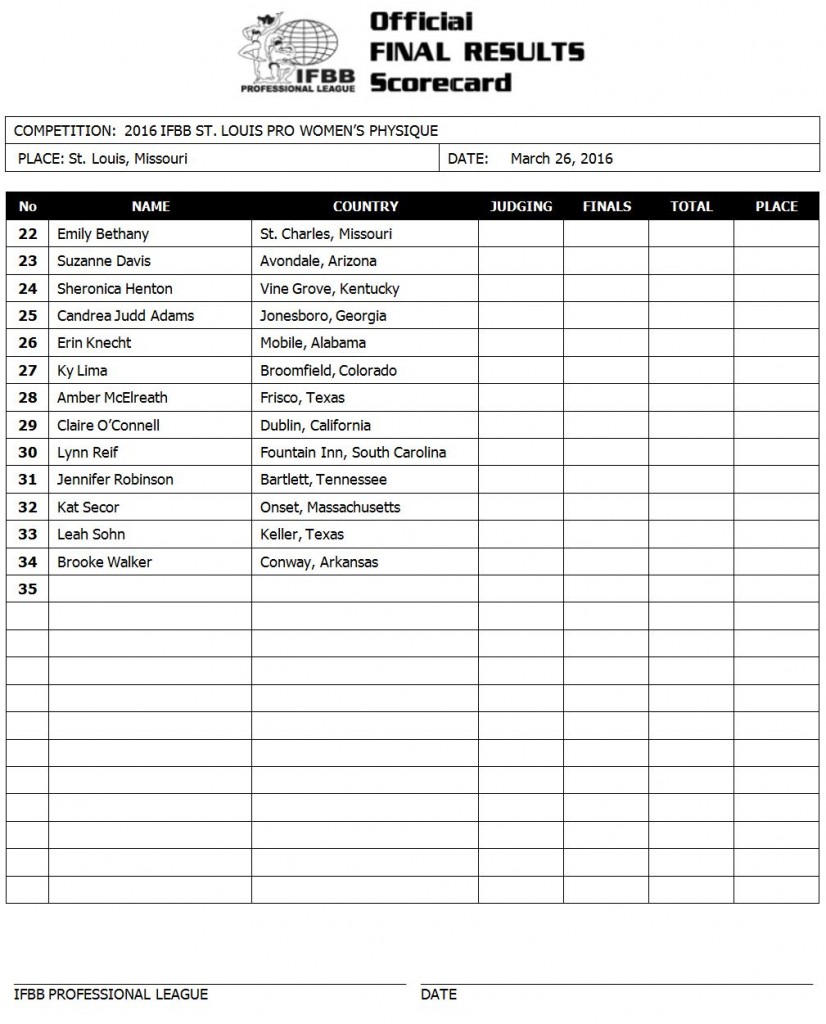 Official
FINAL RESULTS
Scorecard
IFBB
PROFESSIONAL LEAGUE
COMPETITION: 2016 IFBB ST. LOUIS PRO WOMEN’S PHYSIQUE
PLACE: St. Louis, Missouri DATE: March 26, 2016
No NAME COUNTRY JUDGING FINALS TOTAL PLACE
22 Emily Bethany St. Charles, Missouri
23 Suzanne Davis Avondale, Arizona
24 Sheronica Henton Vine Grove, Kentucky
25 Candrea Judd Adams Jonesboro, Georgia
26 Erin Knecht Mobile, Alabama
27 Ky Lima Broomfield, Colorado
28 Amber McElreath Frisco, Texas
29 Claire O’Connell Dublin, California
30 Lynn Reif Fountain Inn, South Carolina
31 Jennifer Robinson Bartlett, Tennessee
32 Kat Secor Onset, Massachusetts
33 Leah Sohn Keller, Texas
34 Brooke Walker Conway, Arkansas
35
IFBB PROFESSIONAL LEAGUE DATE